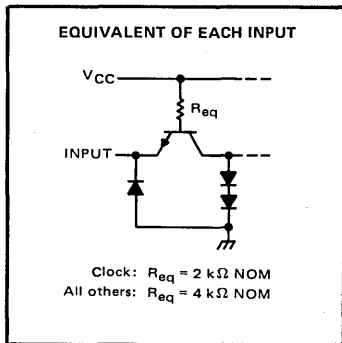 EQUIVALENT OF EACH INPUT
VCC
Req
INPUT
Clock: Req = 2 kΩ NOM
All others: Req = 4 kΩ NOM